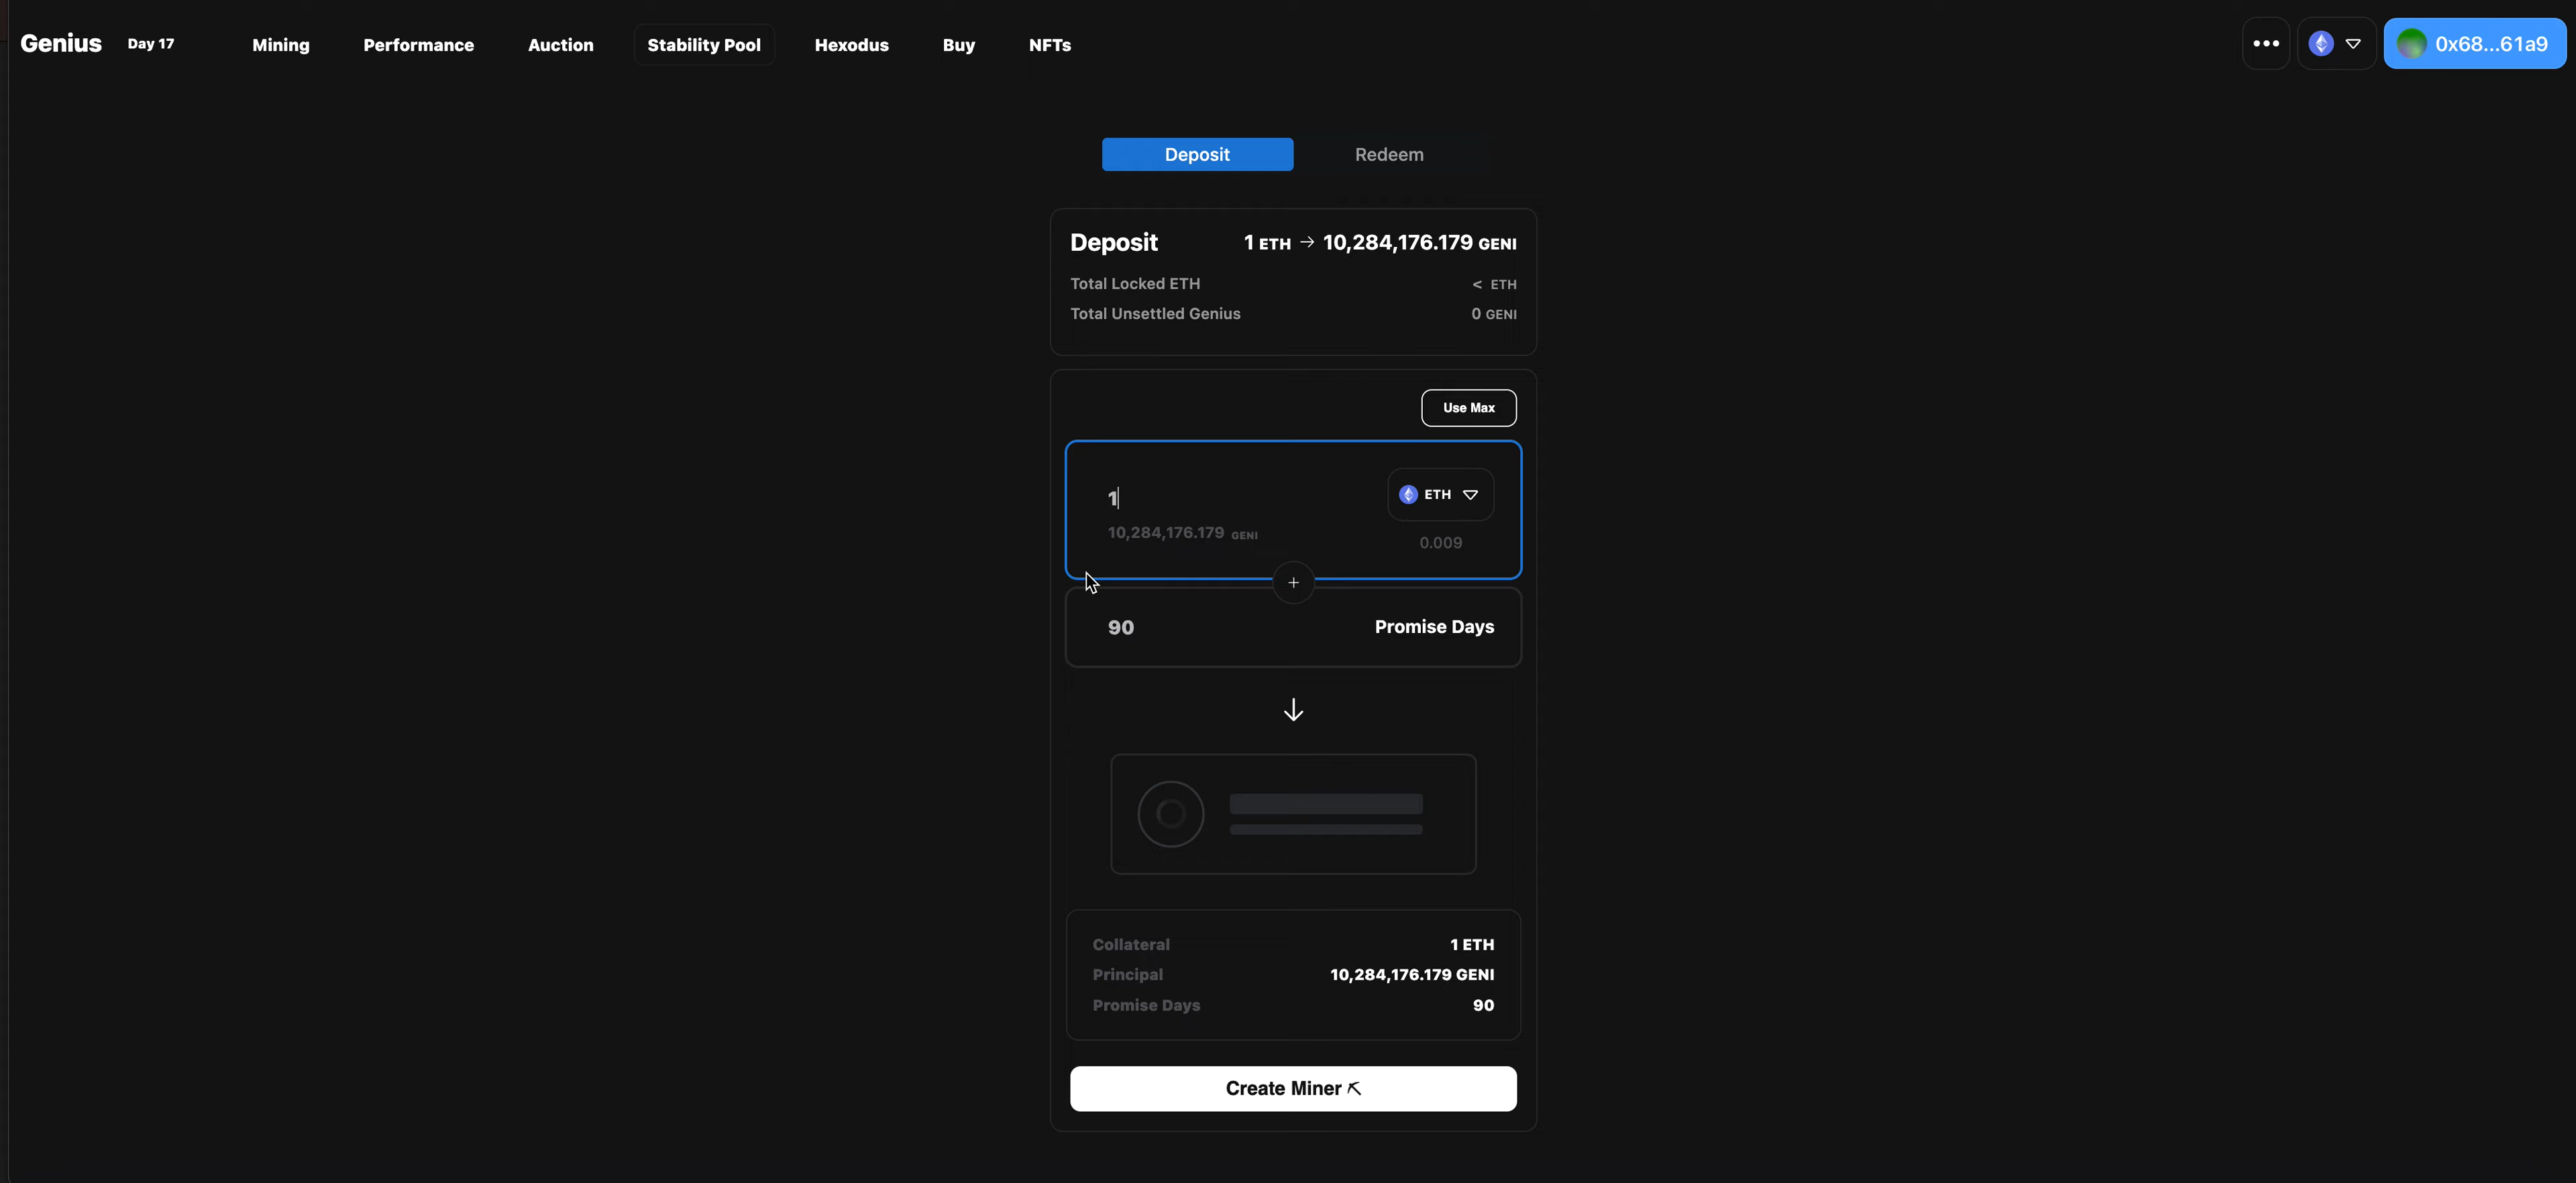 Genius Day 17 Mining Performance Auction Stability Pool Hexodus Buy NFTs ••• 0x68...61a9
Deposit Redeem
Deposit 1 ETH → 10,284,176.179 GENI
Total Locked ETH < ETH
Total Unsettled Genius 0 GENI
Use Max
1 ETH
10,284,176.179 GENI 0.009
+
90 Promise Days
↓
Collateral 1 ETH
Principal 10,284,176.179 GENI
Promise Days 90
Create Miner ⛏